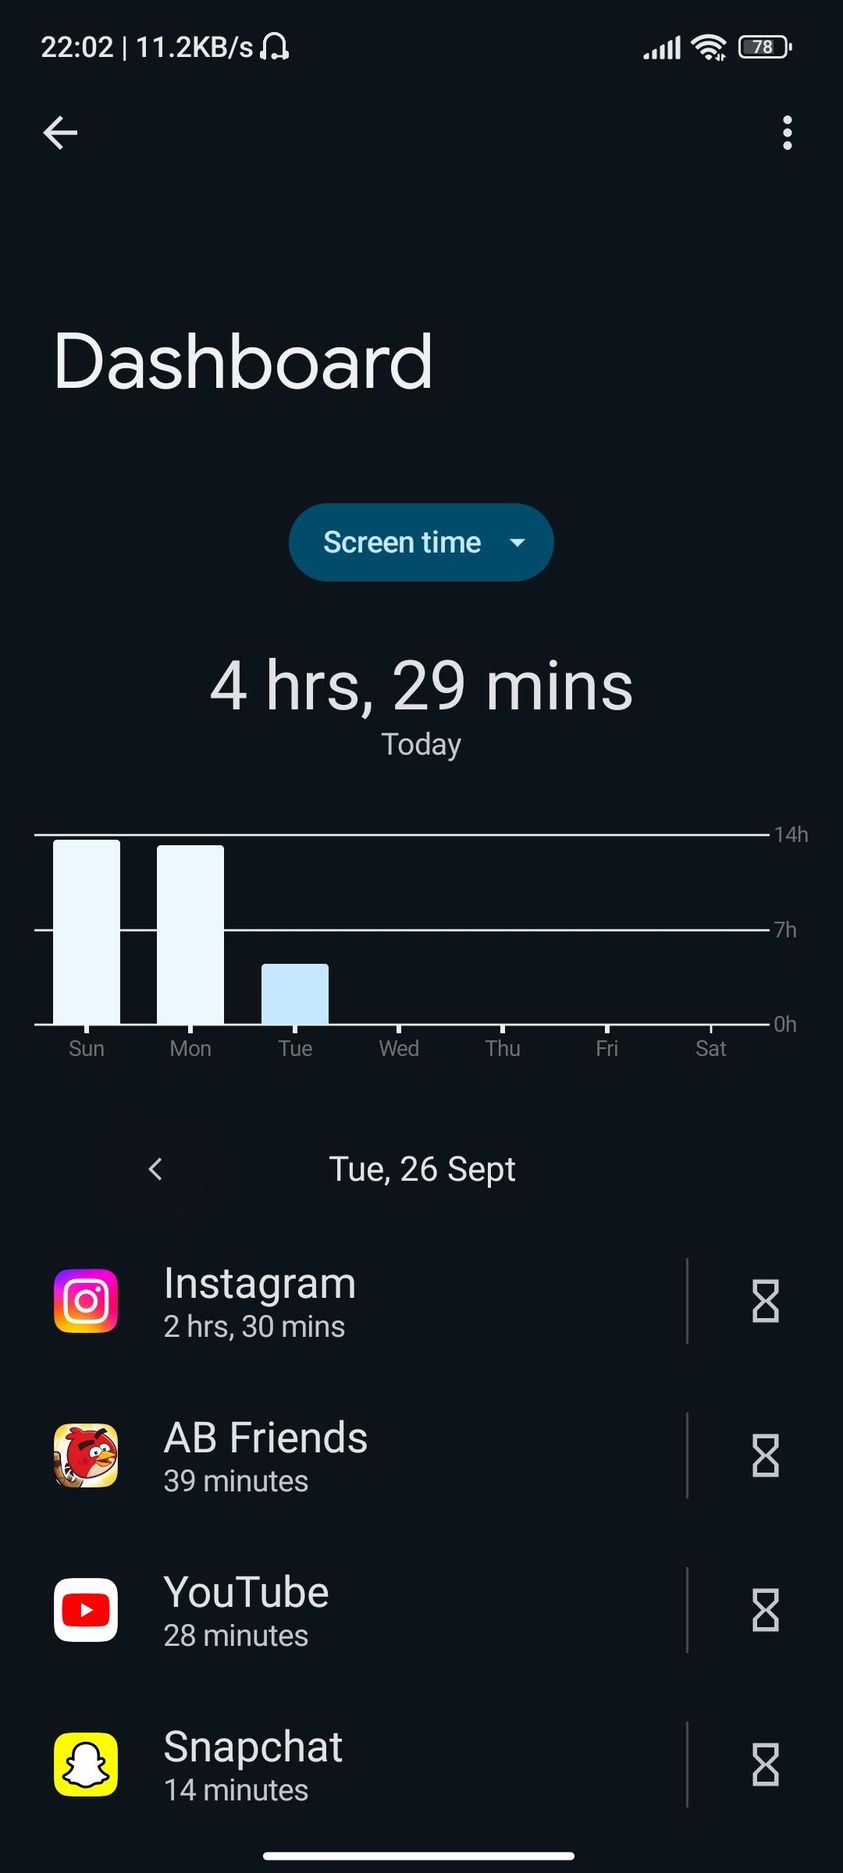 22:02 | 11.2KB/s 78
Dashboard
Screen time
4 hrs, 29 mins
Today
14h
7h
0h
Sun Mon Tue Wed Thu Fri Sat
Tue, 26 Sept
Instagram
2 hrs, 30 mins
AB Friends
39 minutes
YouTube
28 minutes
Snapchat
14 minutes